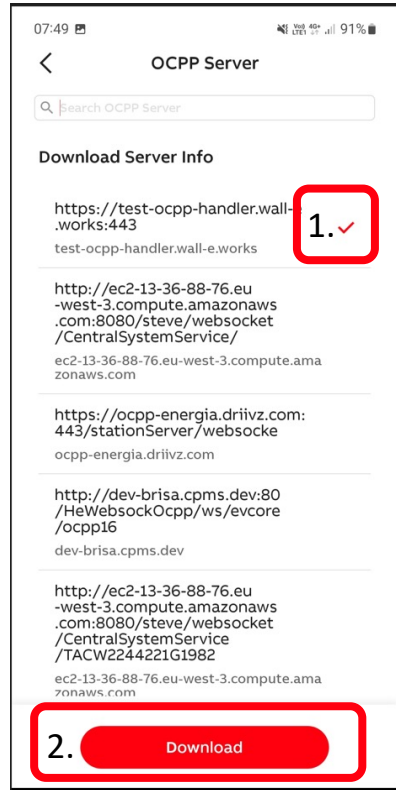 07:49 Vo)) 4G+ LTE1 91%
OCPP Server
Search OCPP Server
Download Server Info
https://test-ocpp-handler.wall-e
.works:443
1.
test-ocpp-handler.wall-e.works
http://ec2-13-36-88-76.eu
-west-3.compute.amazonaws
.com:8080/steve/websocket
/CentralSystemService/
ec2-13-36-88-76.eu-west-3.compute.ama
zonaws.com
https://ocpp-energia.driivz.com:
443/stationServer/websocke
ocpp-energia.driivz.com
http://dev-brisa.cpms.dev:80
/HeWebsockOcpp/ws/evcore
/ocpp16
dev-brisa.cpms.dev
http://ec2-13-36-88-76.eu
-west-3.compute.amazonaws
.com:8080/steve/websocket
/CentralSystemService
/TACW2244221G1982
ec2-13-36-88-76.eu-west-3.compute.ama
zonaws.com
2. Download